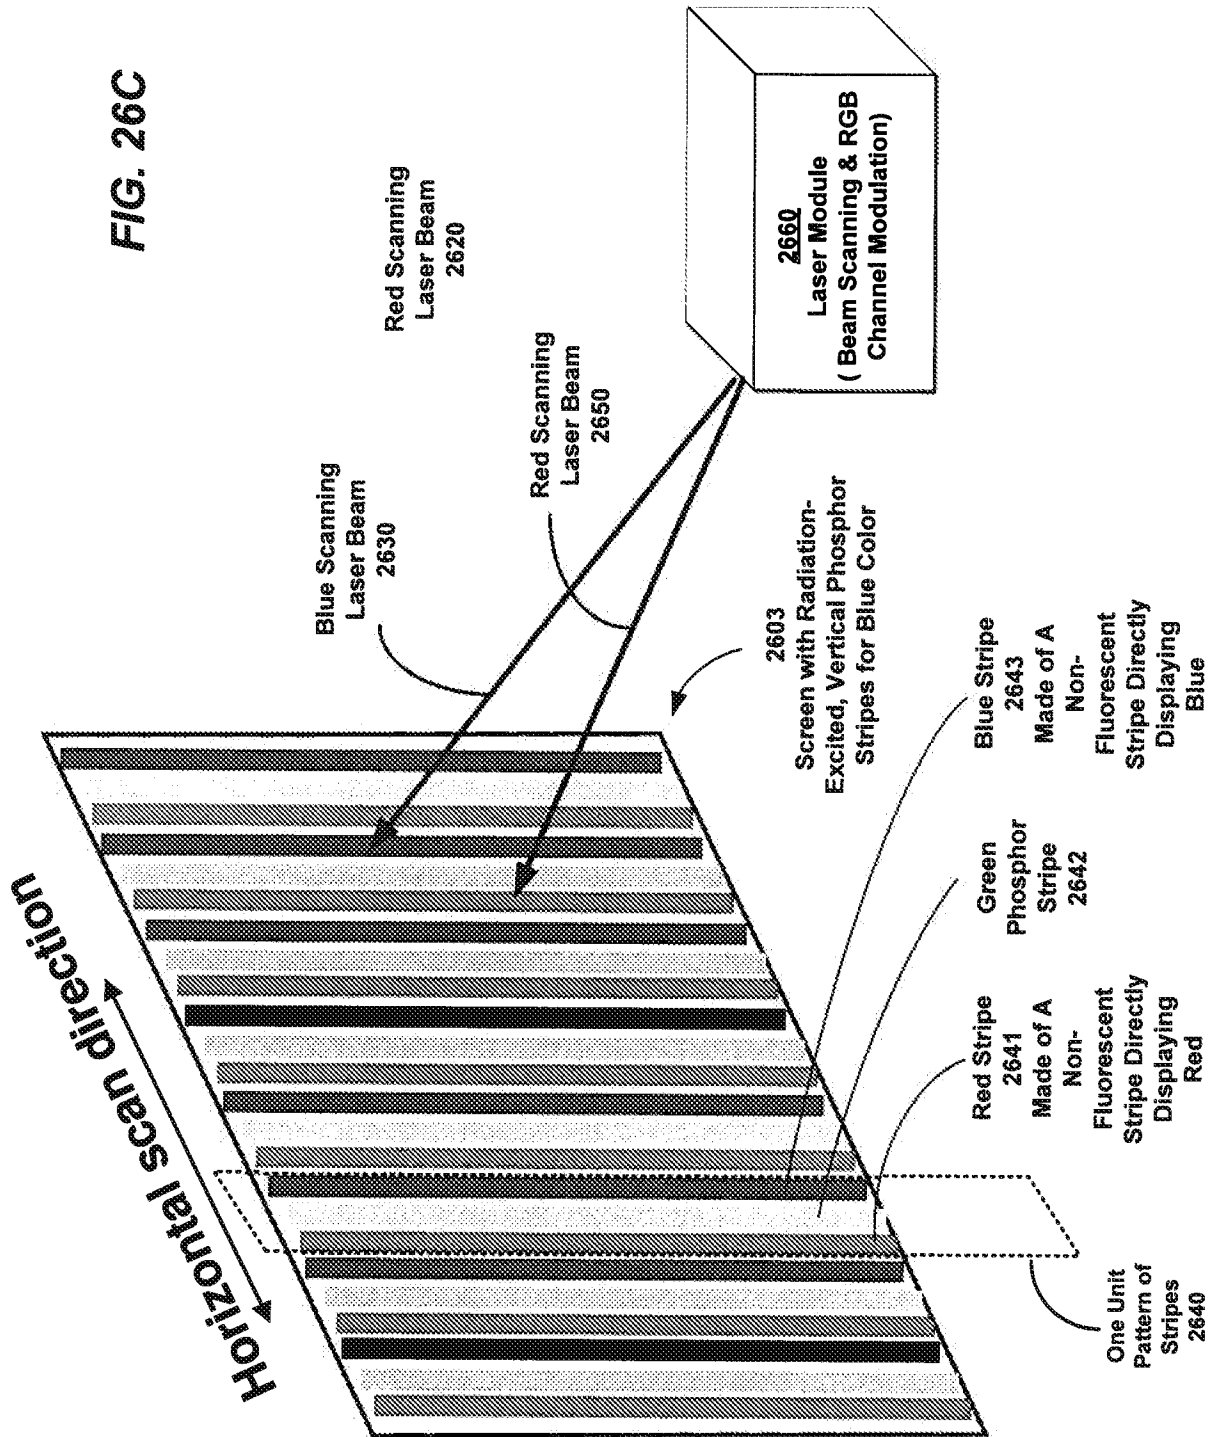 FIG. 26C
Horizontal scan direction
Blue Scanning
Laser Beam
2630
Red Scanning
Laser Beam
2650
Red Scanning
Laser Beam
2620
2660
Laser Module
( Beam Scanning & RGB
Channel Modulation)
2603
Screen with Radiation-
Excited, Vertical Phosphor
Stripes for Blue Color
One Unit
Pattern of
Stripes
2640
Red Stripe
2641
Made of A
Non-
Fluorescent
Stripe Directly
Displaying
Red
Green
Phosphor
Stripe
2642
Blue Stripe
2643
Made of A
Non-
Fluorescent
Stripe Directly
Displaying
Blue